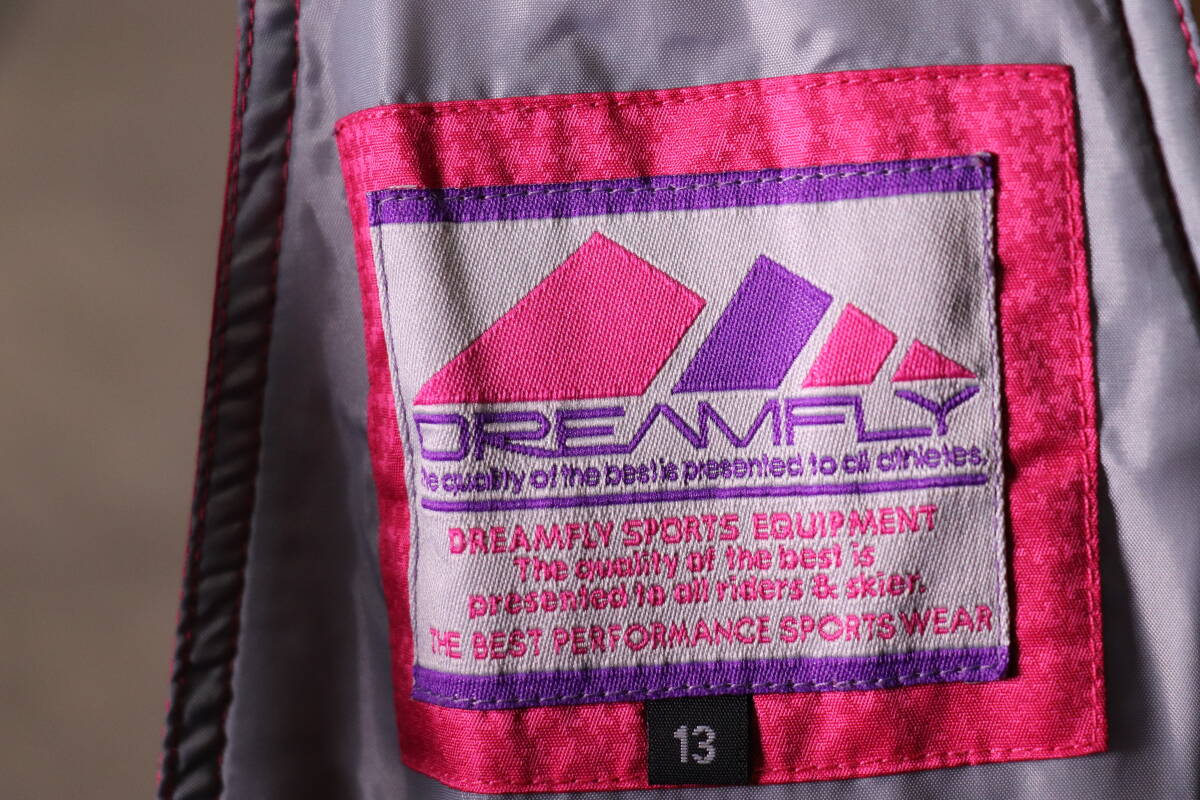 DREAMFLY
The quality of the best is presented to all athletes.
DREAMFLY SPORTS EQUIPMENT
The quality of the best is
presented to all riders & skier.
THE BEST PERFORMANCE SPORTS WEAR
13